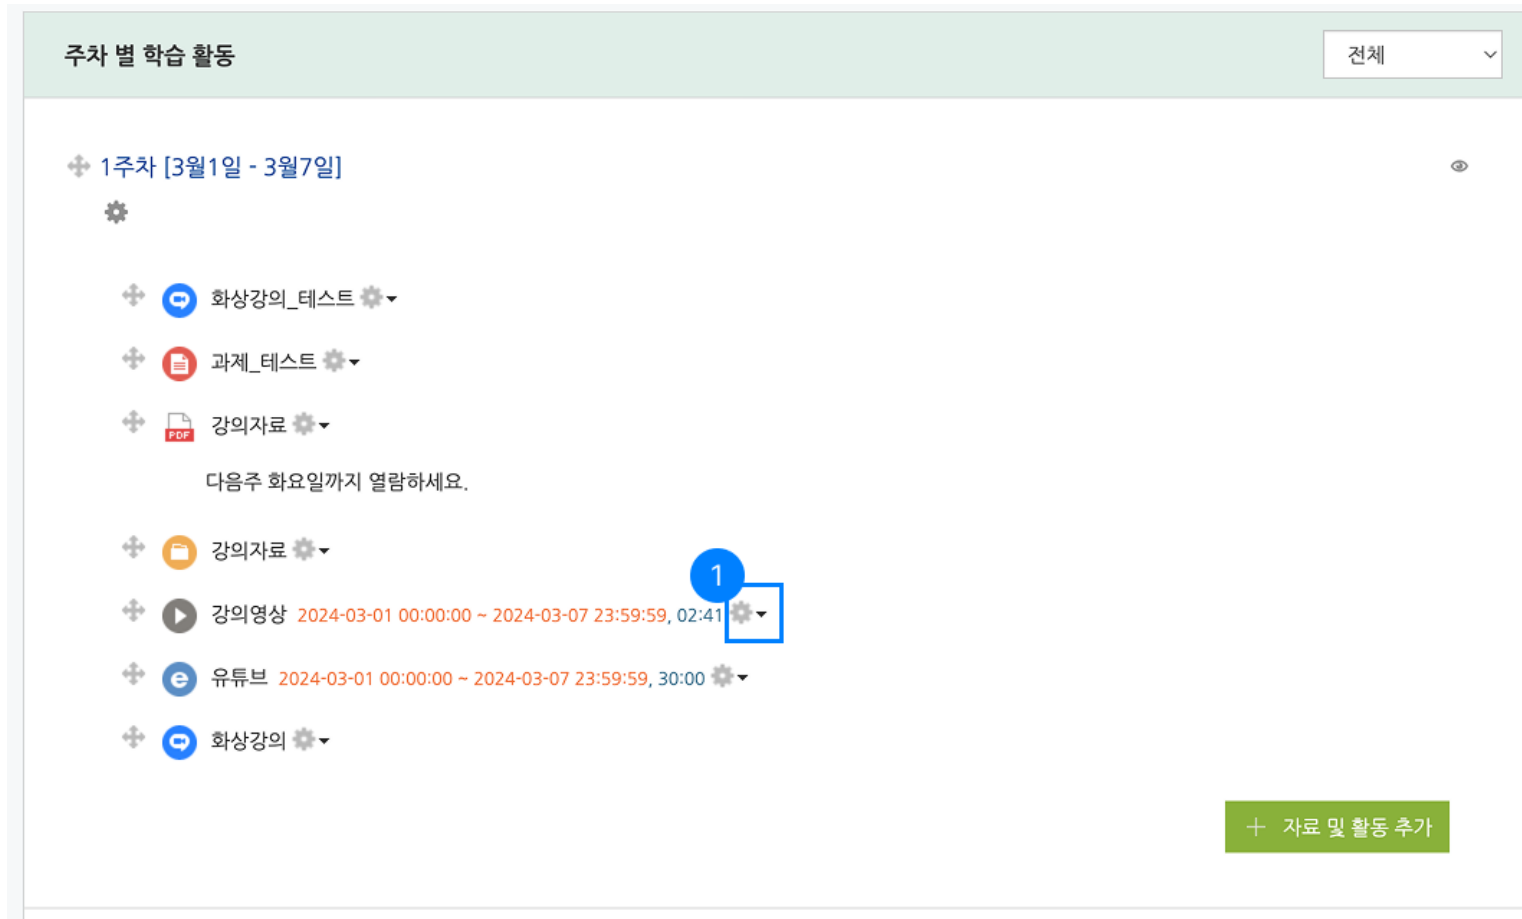 주차 별 학습 활동
전체
1주차 [3월1일 - 3월7일]
화상강의_테스트
과제_테스트
PDF 강의자료
다음주 화요일까지 열람하세요.
강의자료
1
강의영상 2024-03-01 00:00:00 ~ 2024-03-07 23:59:59, 02:41
유튜브 2024-03-01 00:00:00 ~ 2024-03-07 23:59:59, 30:00
화상강의
+ 자료 및 활동 추가